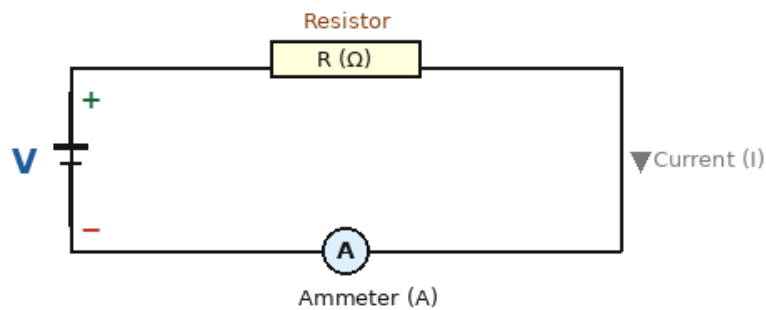 Resistor
R (Ω)
+
V
Current (I)
−
A
Ammeter (A)